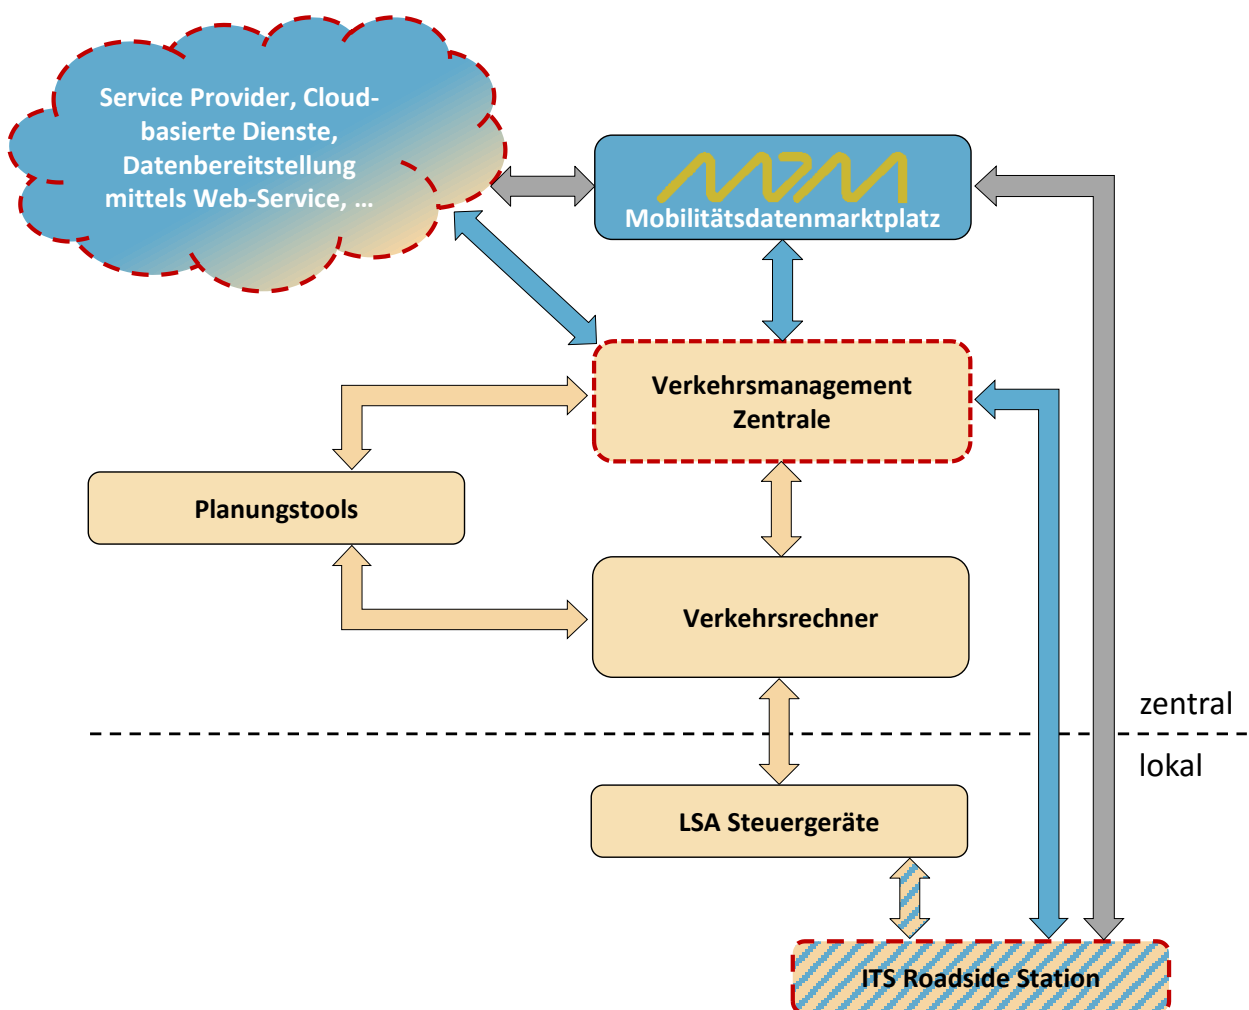 Service Provider, Cloud-
basierte Dienste,
Datenbereitstellung
mittels Web-Service, ...
MDM
Mobilitätsdatenmarktplatz
Verkehrsmanagement
Zentrale
Planungstools
Verkehrsrechner
zentral
lokal
LSA Steuergeräte
ITS Roadside Station